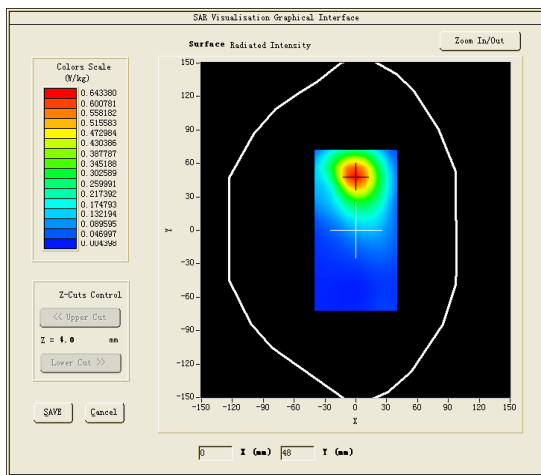 SAR Visualisation Graphical Interface
Surface Radiated Intensity
Zoom In/Out
Colors Scale
(W/kg)
0.643380
0.600781
0.558182
0.515583
0.472984
0.430386
0.387787
0.345188
0.302589
0.259991
0.217392
0.174793
0.132194
0.089595
0.046997
0.004398
Z-Cuts Control
<< Upper Cut
Z = 4.0 mm
Lower Cut >>
SAVE Cancel
150
120
90
60
30
0
-30
-60
-90
-120
-150
Y
-150 -120 -90 -60 -30 0 30 60 90 120 150
X
0 X (mm) 48 Y (mm)